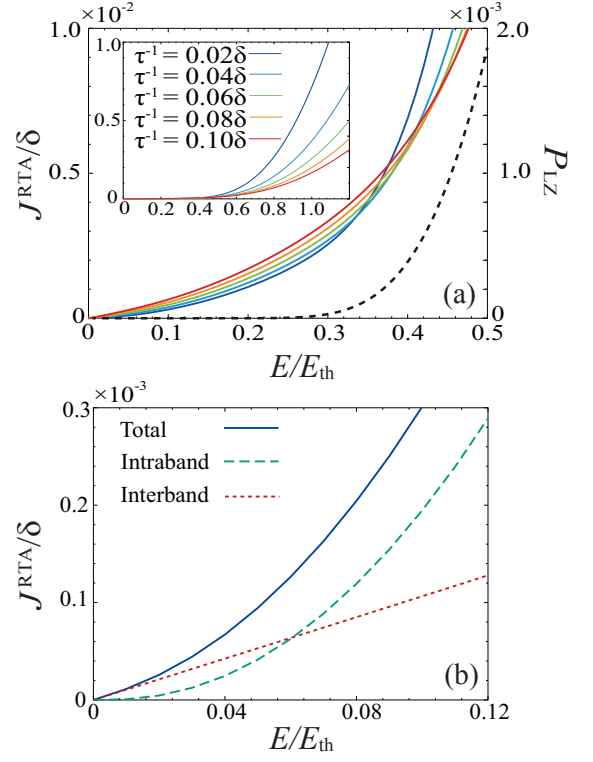 ×10⁻² ×10⁻³
1.0 2.0
0.5 1.0
0 0
J^RTA/δ
P_LZ
1.0
0.5
0
τ⁻¹ = 0.02δ
τ⁻¹ = 0.04δ
τ⁻¹ = 0.06δ
τ⁻¹ = 0.08δ
τ⁻¹ = 0.10δ
0 0.2 0.4 0.6 0.8 1.0
(a)
0 0.1 0.2 0.3 0.4 0.5
E/E_th
×10⁻³
0.3
0.2
0.1
0
J^RTA/δ
Total
Intraband
Interband
(b)
0 0.04 0.08 0.12
E/E_th